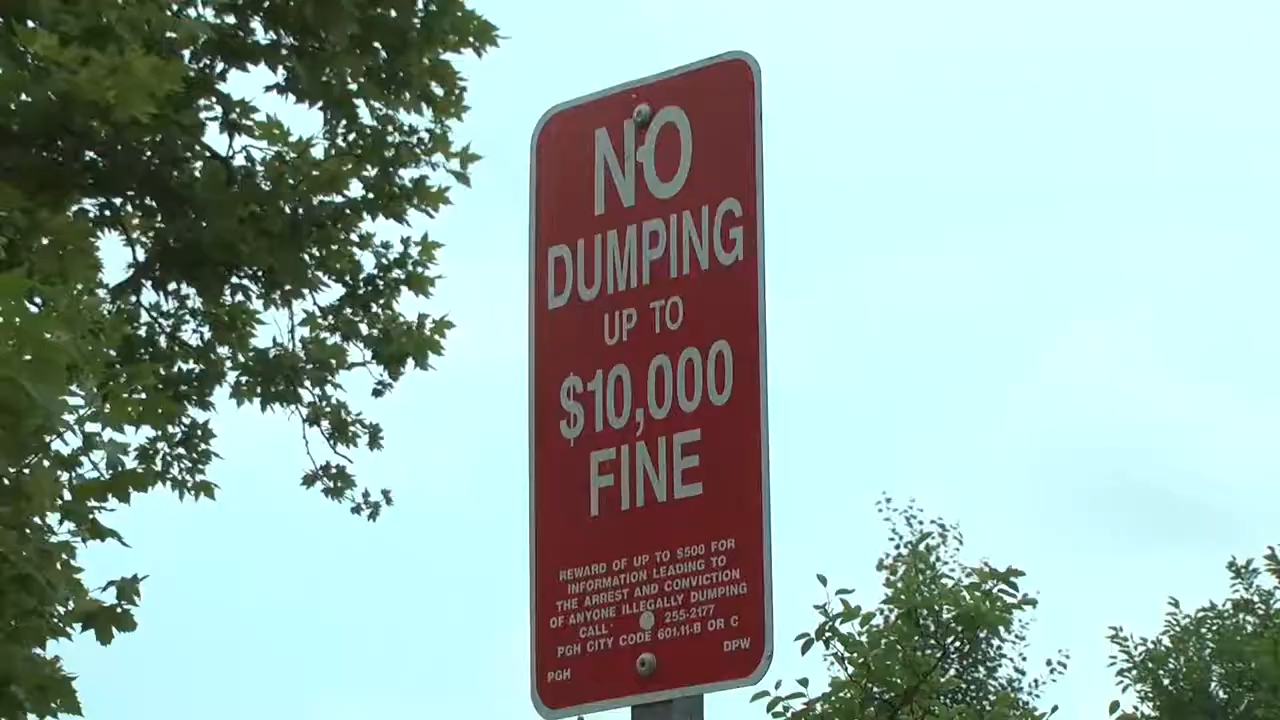 NO
DUMPING
UP TO
$10,000
FINE
REWARD OF UP TO $500 FOR
INFORMATION LEADING TO
THE ARREST AND CONVICTION
OF ANYONE ILLEGALLY DUMPING
CALL 255-2177
PGH CITY CODE 601.11-B OR C
PGH DPW